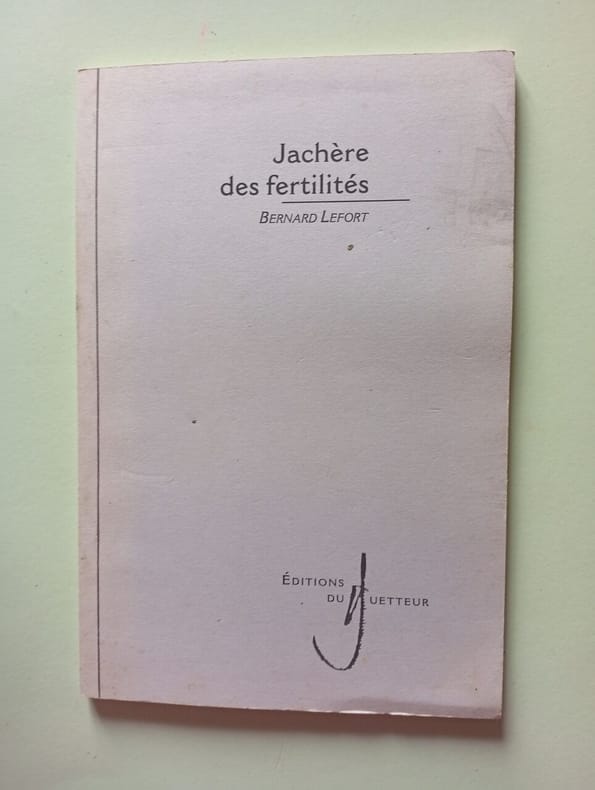 Jachère
des fertilités
BERNARD LEFORT
ÉDITIONS
DU GUETTEUR